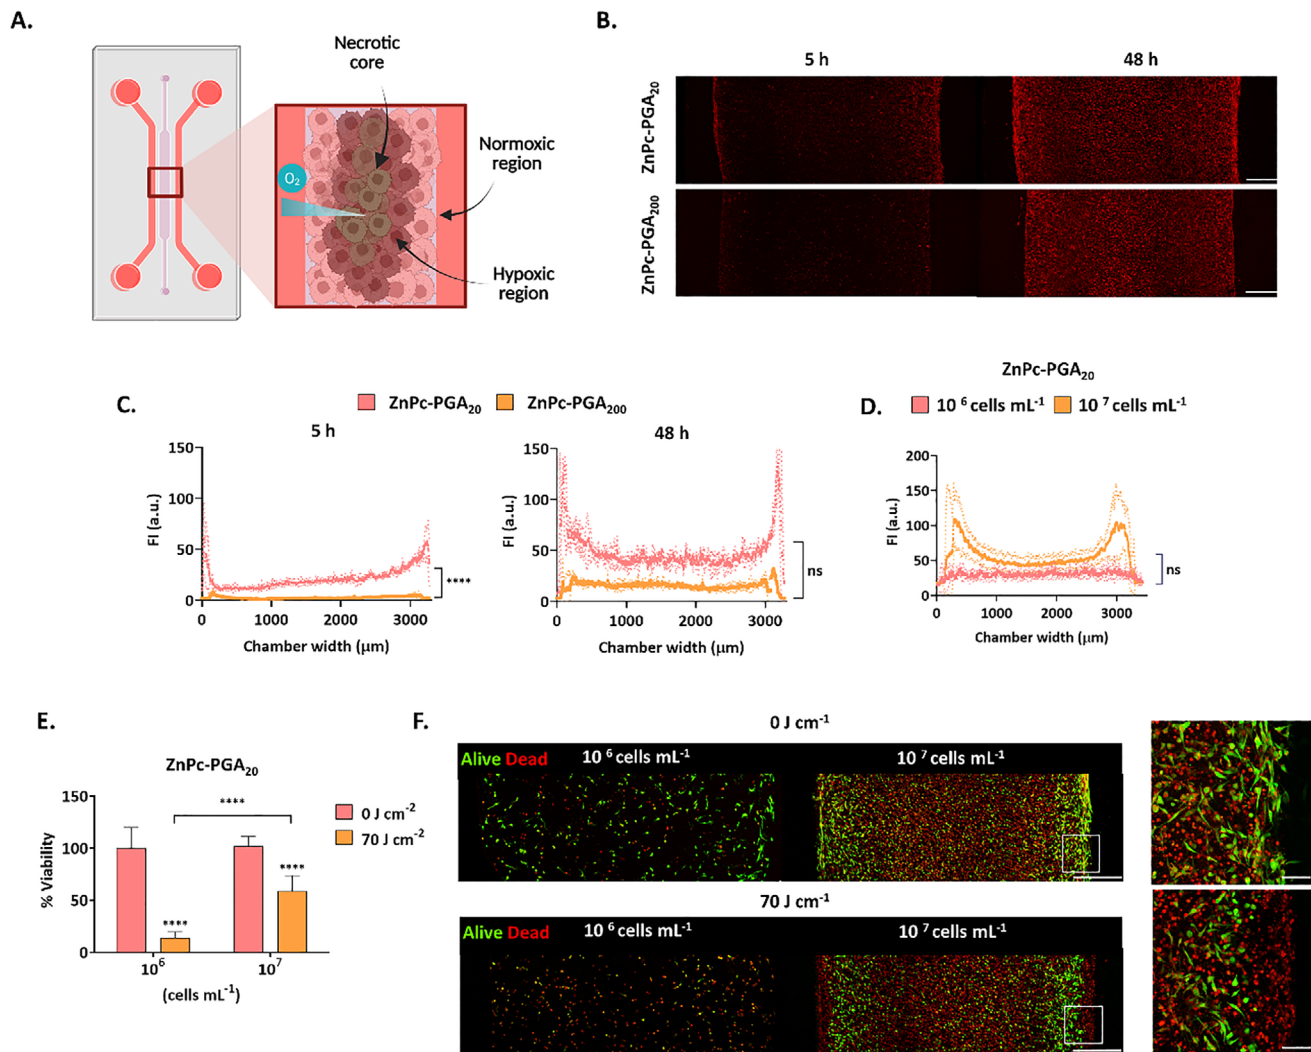 A.
Necrotic
core
Normoxic
region
O2
Hypoxic
region
B.
5 h
48 h
ZnPc-PGA20
ZnPc-PGA200
C.
ZnPc-PGA20
ZnPc-PGA200
5 h
150
100
50
0
FI (a.u.)
0
1000
2000
3000
Chamber width (μm)
****
48 h
150
100
50
0
FI (a.u.)
0
1000
2000
3000
Chamber width (μm)
ns
ZnPc-PGA20
D.
10 6 cells mL-1
10 7 cells mL-1
200
150
100
50
0
FI (a.u.)
0
1000
2000
3000
Chamber width (μm)
ns
E.
ZnPc-PGA20
150
100
50
0
% Viability
****
****
****
0 J cm-2
70 J cm-2
106
107
(cells mL-1)
F.
0 J cm-1
Alive Dead
10 6 cells mL-1
10 7 cells mL-1
70 J cm-1
Alive Dead
10 6 cells mL-1
10 7 cells mL-1